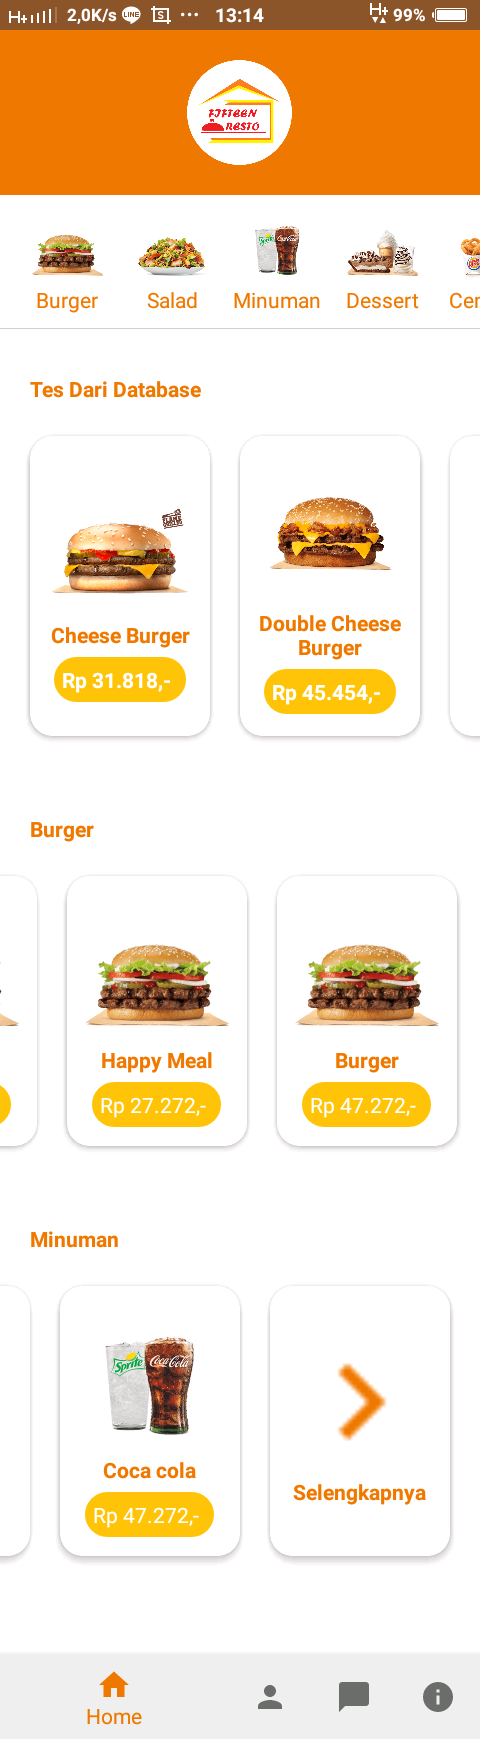 2,0K/s LINE S ... 13:14 H+ 99%
FIFTEEN
RESTO
Burger Salad Minuman Dessert Cer
Tes Dari Database
Cheese Burger
Rp 31.818,-
Double Cheese
Burger
Rp 45.454,-
Burger
Happy Meal
Rp 27.272,-
Burger
Rp 47.272,-
Minuman
Sprite
Coca-Cola
Coca cola
Rp 47.272,-
Selengkapnya
Home